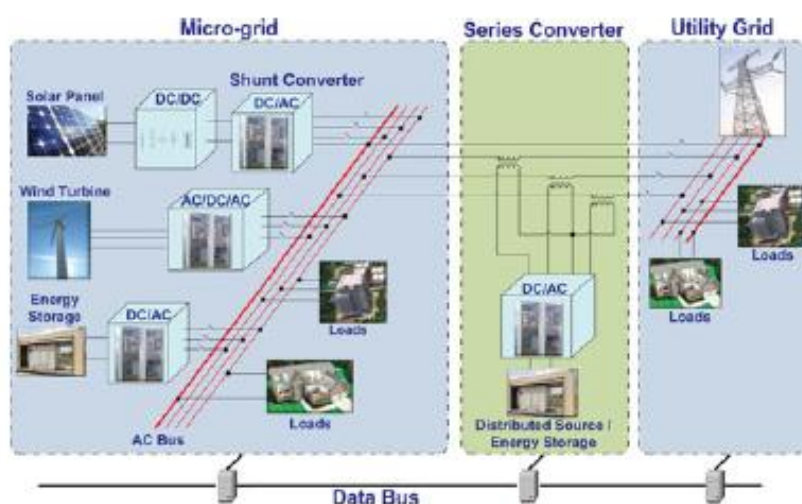 Micro-grid
Series Converter
Utility Grid
Shunt Converter
Solar Panel
DC/DC
DC/AC
Wind Turbine
AC/DC/AC
Energy
Storage
DC/AC
DC/AC
Loads
Loads
Loads
Loads
AC Bus
Distributed Source /
Energy Storage
Data Bus